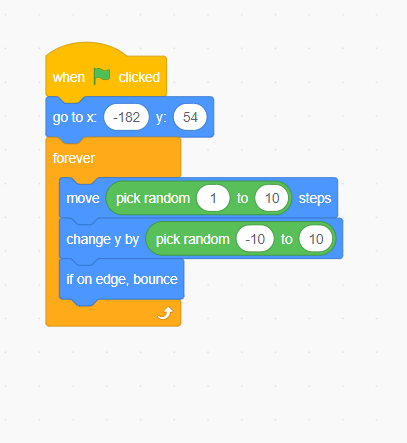 when clicked
go to x: -182 y: 54
forever
move pick random 1 to 10 steps
change y by pick random -10 to 10
if on edge, bounce